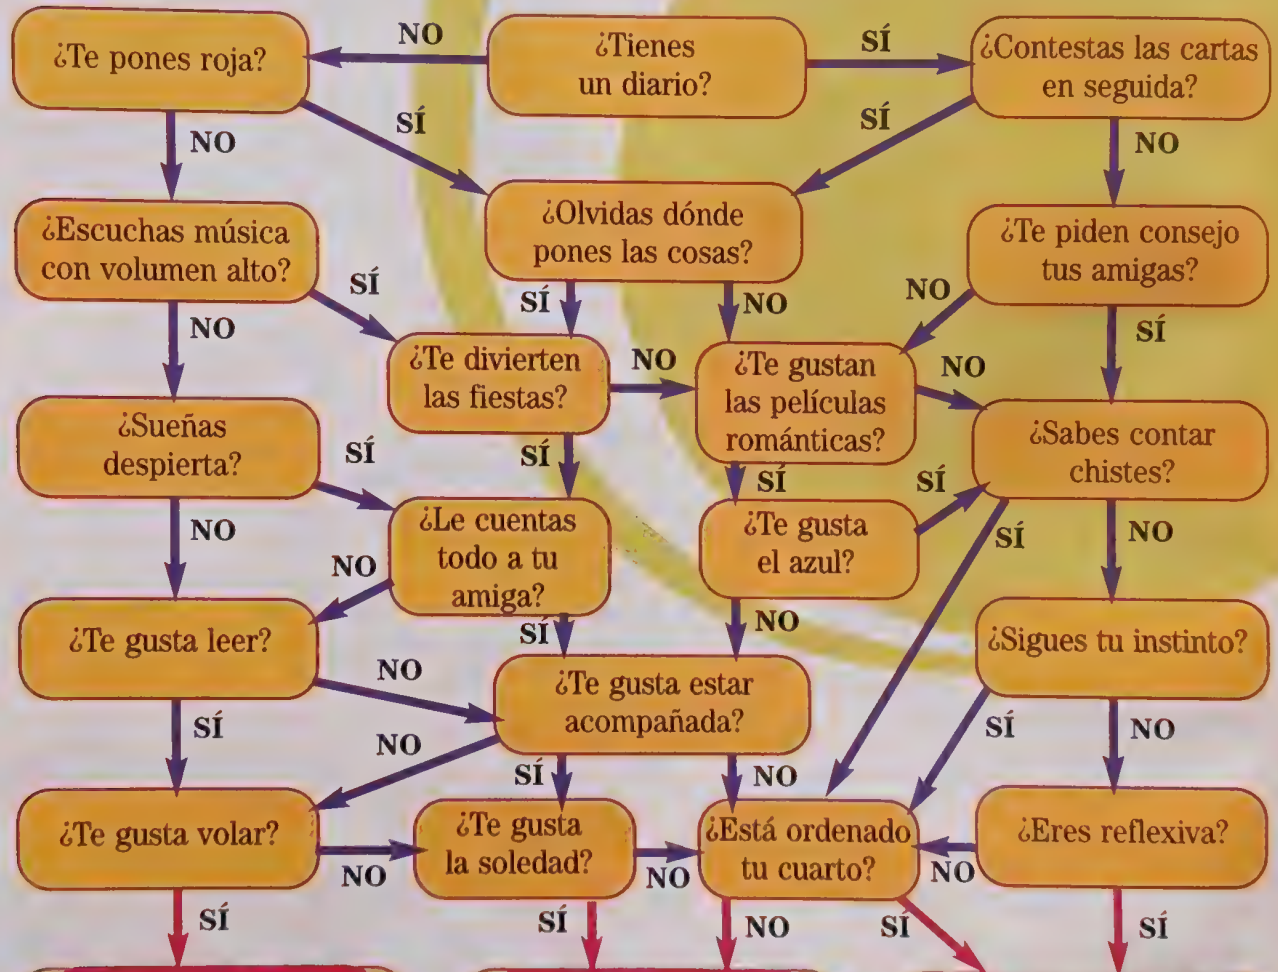 ¿Te pones roja?
NO
¿Tienes
un diario?
SÍ
¿Contestas las cartas
en seguida?
NO
SÍ
SÍ
NO
¿Escuchas música
con volumen alto?
¿Olvidas dónde
pones las cosas?
¿Te piden consejo
tus amigas?
SÍ
NO
SÍ
NO
NO
SÍ
¿Te divierten
las fiestas?
NO
¿Te gustan
las películas
románticas?
NO
¿Sueñas
despierta?
¿Sabes contar
chistes?
SÍ
NO
SÍ
SÍ
SÍ
NO
SÍ
¿Le cuentas
todo a tu
amiga?
¿Te gusta
el azul?
NO
SÍ
NO
SÍ
NO
¿Te gusta leer?
¿Sigues tu instinto?
NO
SÍ
¿Te gusta estar
acompañada?
NO
SÍ
NO
SÍ
NO
¿Te gusta volar?
NO
¿Te gusta
la soledad?
NO
¿Está ordenado
tu cuarto?
NO
¿Eres reflexiva?
SÍ
SÍ
NO
SÍ
SÍ